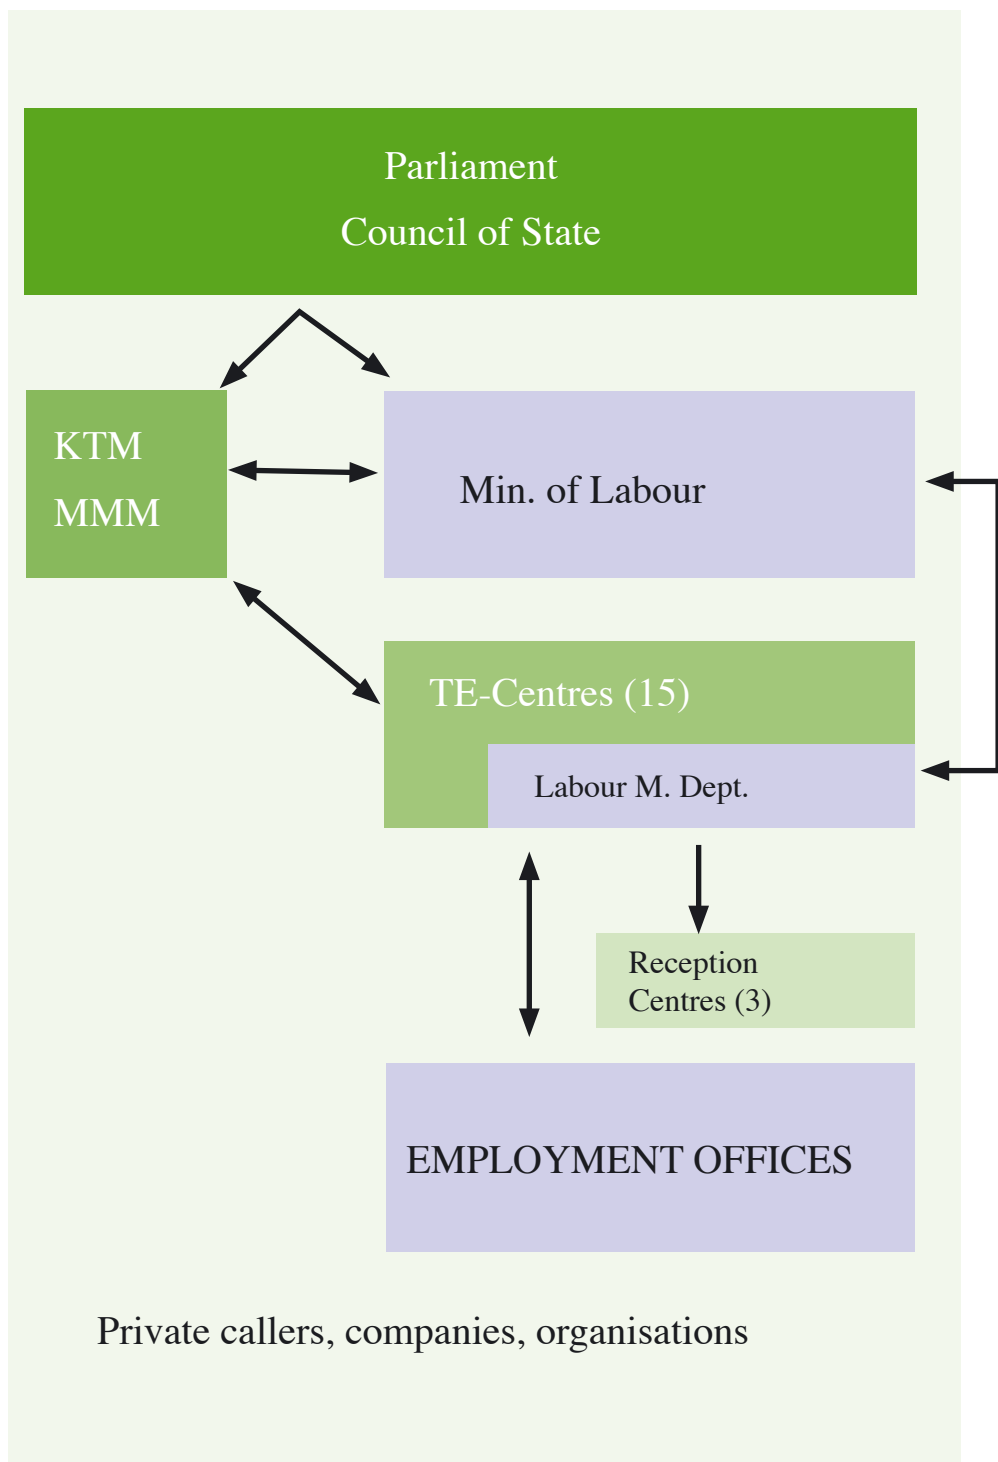 Parliament
Council of State
KTM
MMM
Min. of Labour
TE-Centres (15)
Labour M. Dept.
Reception
Centres (3)
EMPLOYMENT OFFICES
Private callers, companies, organisations